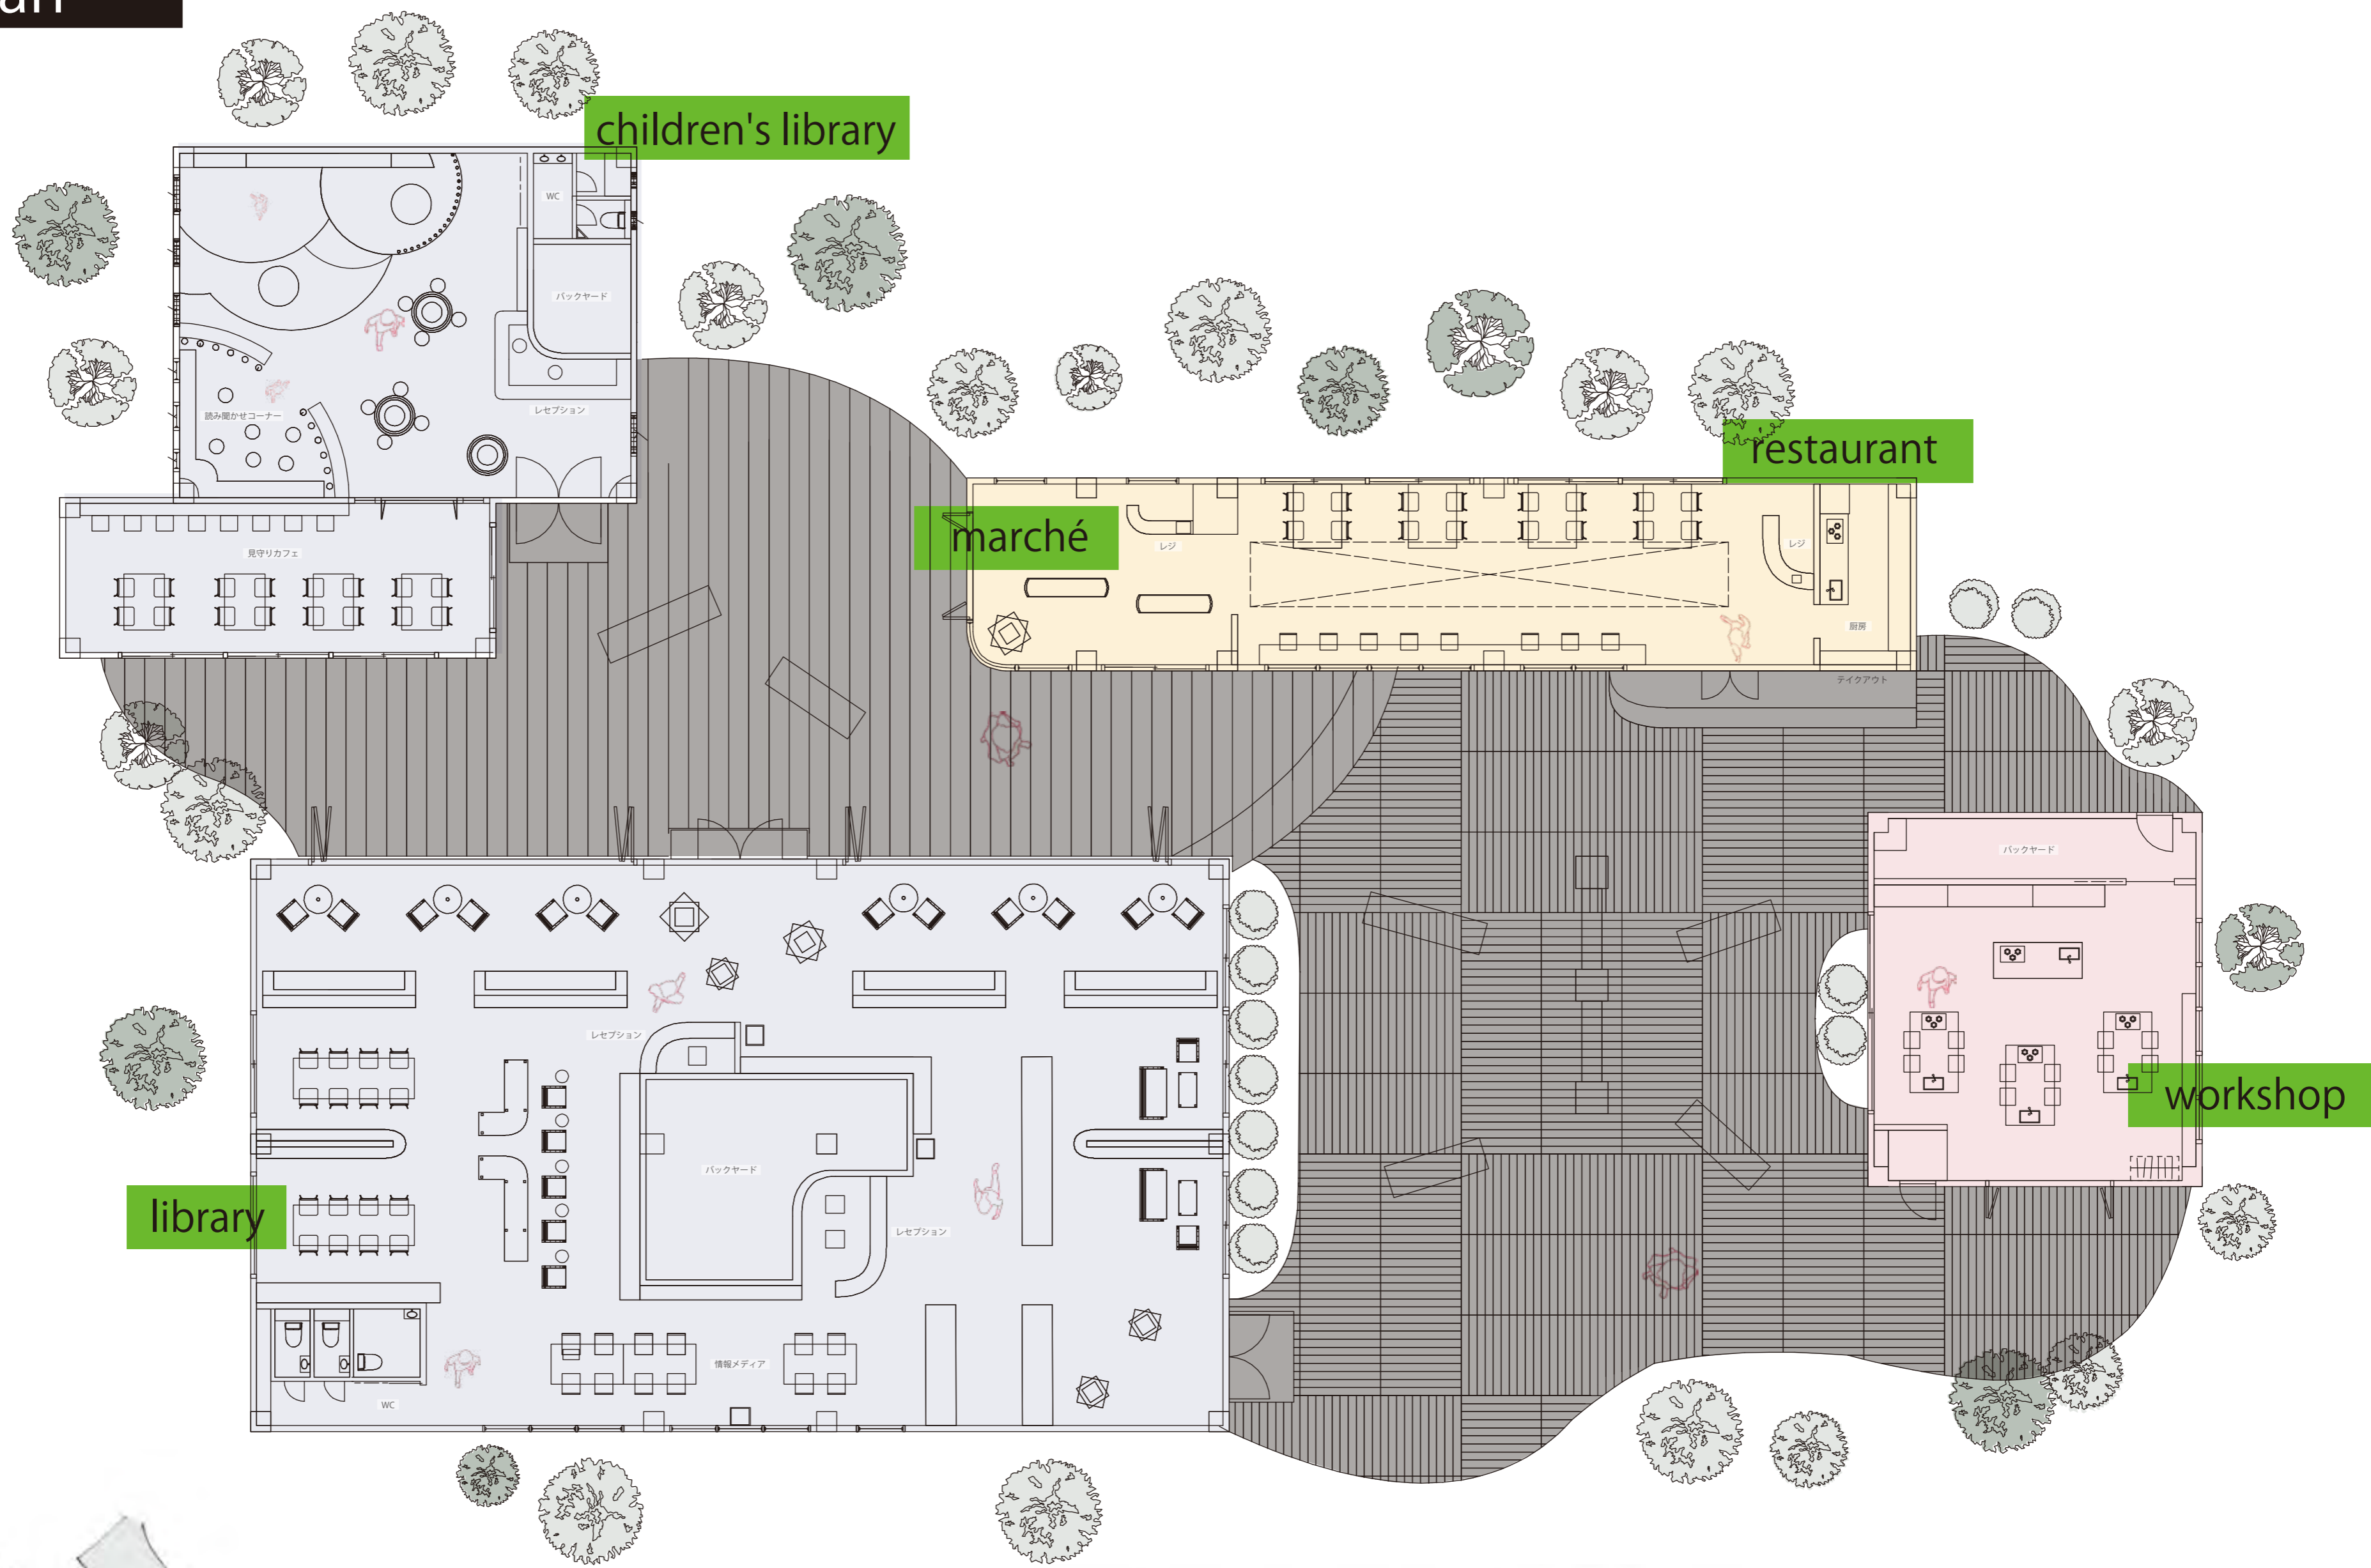 an
children's library
WC
バックヤード
レセプション
読み聞かせコーナー
restaurant
marché
レジ
レジ
見守りカフェ
厨房
テイクアウト
バックヤード
レセプション
workshop
バックヤード
library
レセプション
情報メディア
WC